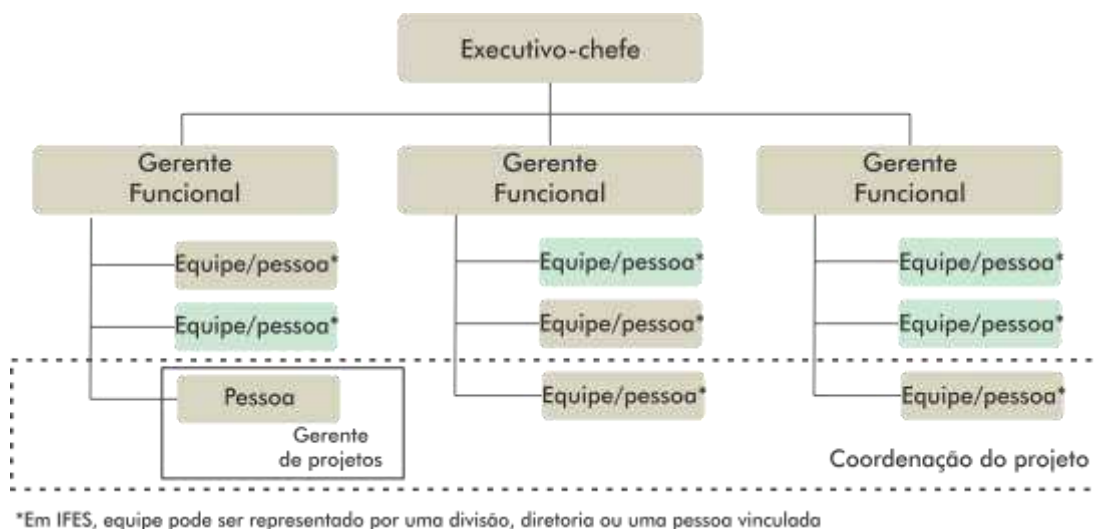 Executivo-chefe
Gerente
Funcional
Gerente
Funcional
Gerente
Funcional
Equipe/pessoa*
Equipe/pessoa*
Equipe/pessoa*
Equipe/pessoa*
Equipe/pessoa*
Equipe/pessoa*
Pessoa
Equipe/pessoa*
Equipe/pessoa*
Gerente
de projetos
Coordenação do projeto
*Em IFES, equipe pode ser representado por uma divisão, diretoria ou uma pessoa vinculada